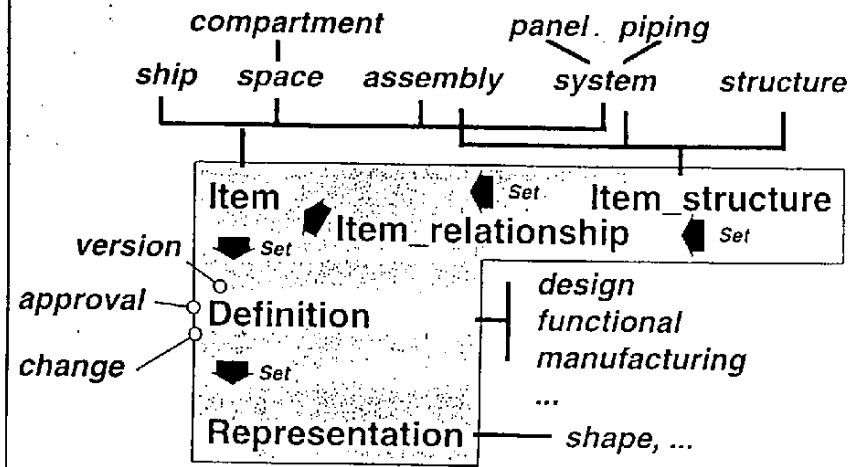 compartment
panel. piping
ship space assembly system structure
Item Set Item_structure
Item_relationship Set
version Set
approval Definition
change
design
functional
manufacturing
...
Set
Representation shape, ...